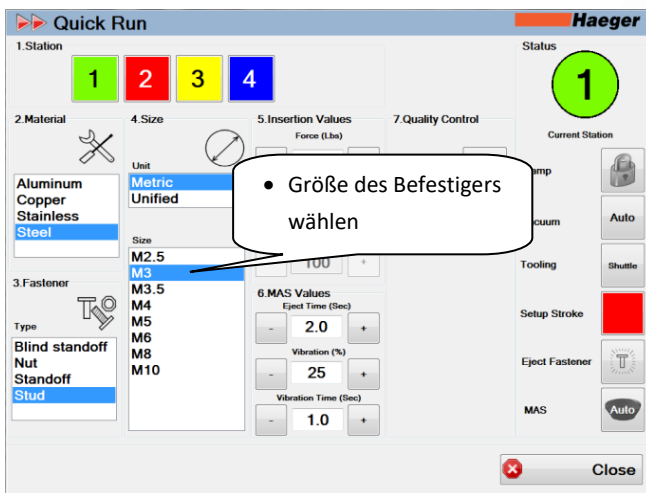 Quick Run
Haeger
1.Station
1
2
3
4
Status
1
Current Station
2.Material
Aluminum
Copper
Stainless
Steel
3.Fastener
Type
Blind standoff
Nut
Standoff
Stud
4.Size
Unit
Metric
Unified
Size
M2.5
M3
M3.5
M4
M5
M6
M8
M10
5.Insertion Values
Force (Lbs)
• Größe des Befestigers
wählen
100 +
6.MAS Values
Eject Time (Sec)
- 2.0 +
Vibration (%)
- 25 +
Vibration Time (Sec)
- 1.0 +
7.Quality Control
Auto
Tooling
Shuttle
Setup Stroke
Eject Fastener
MAS
Auto
Close